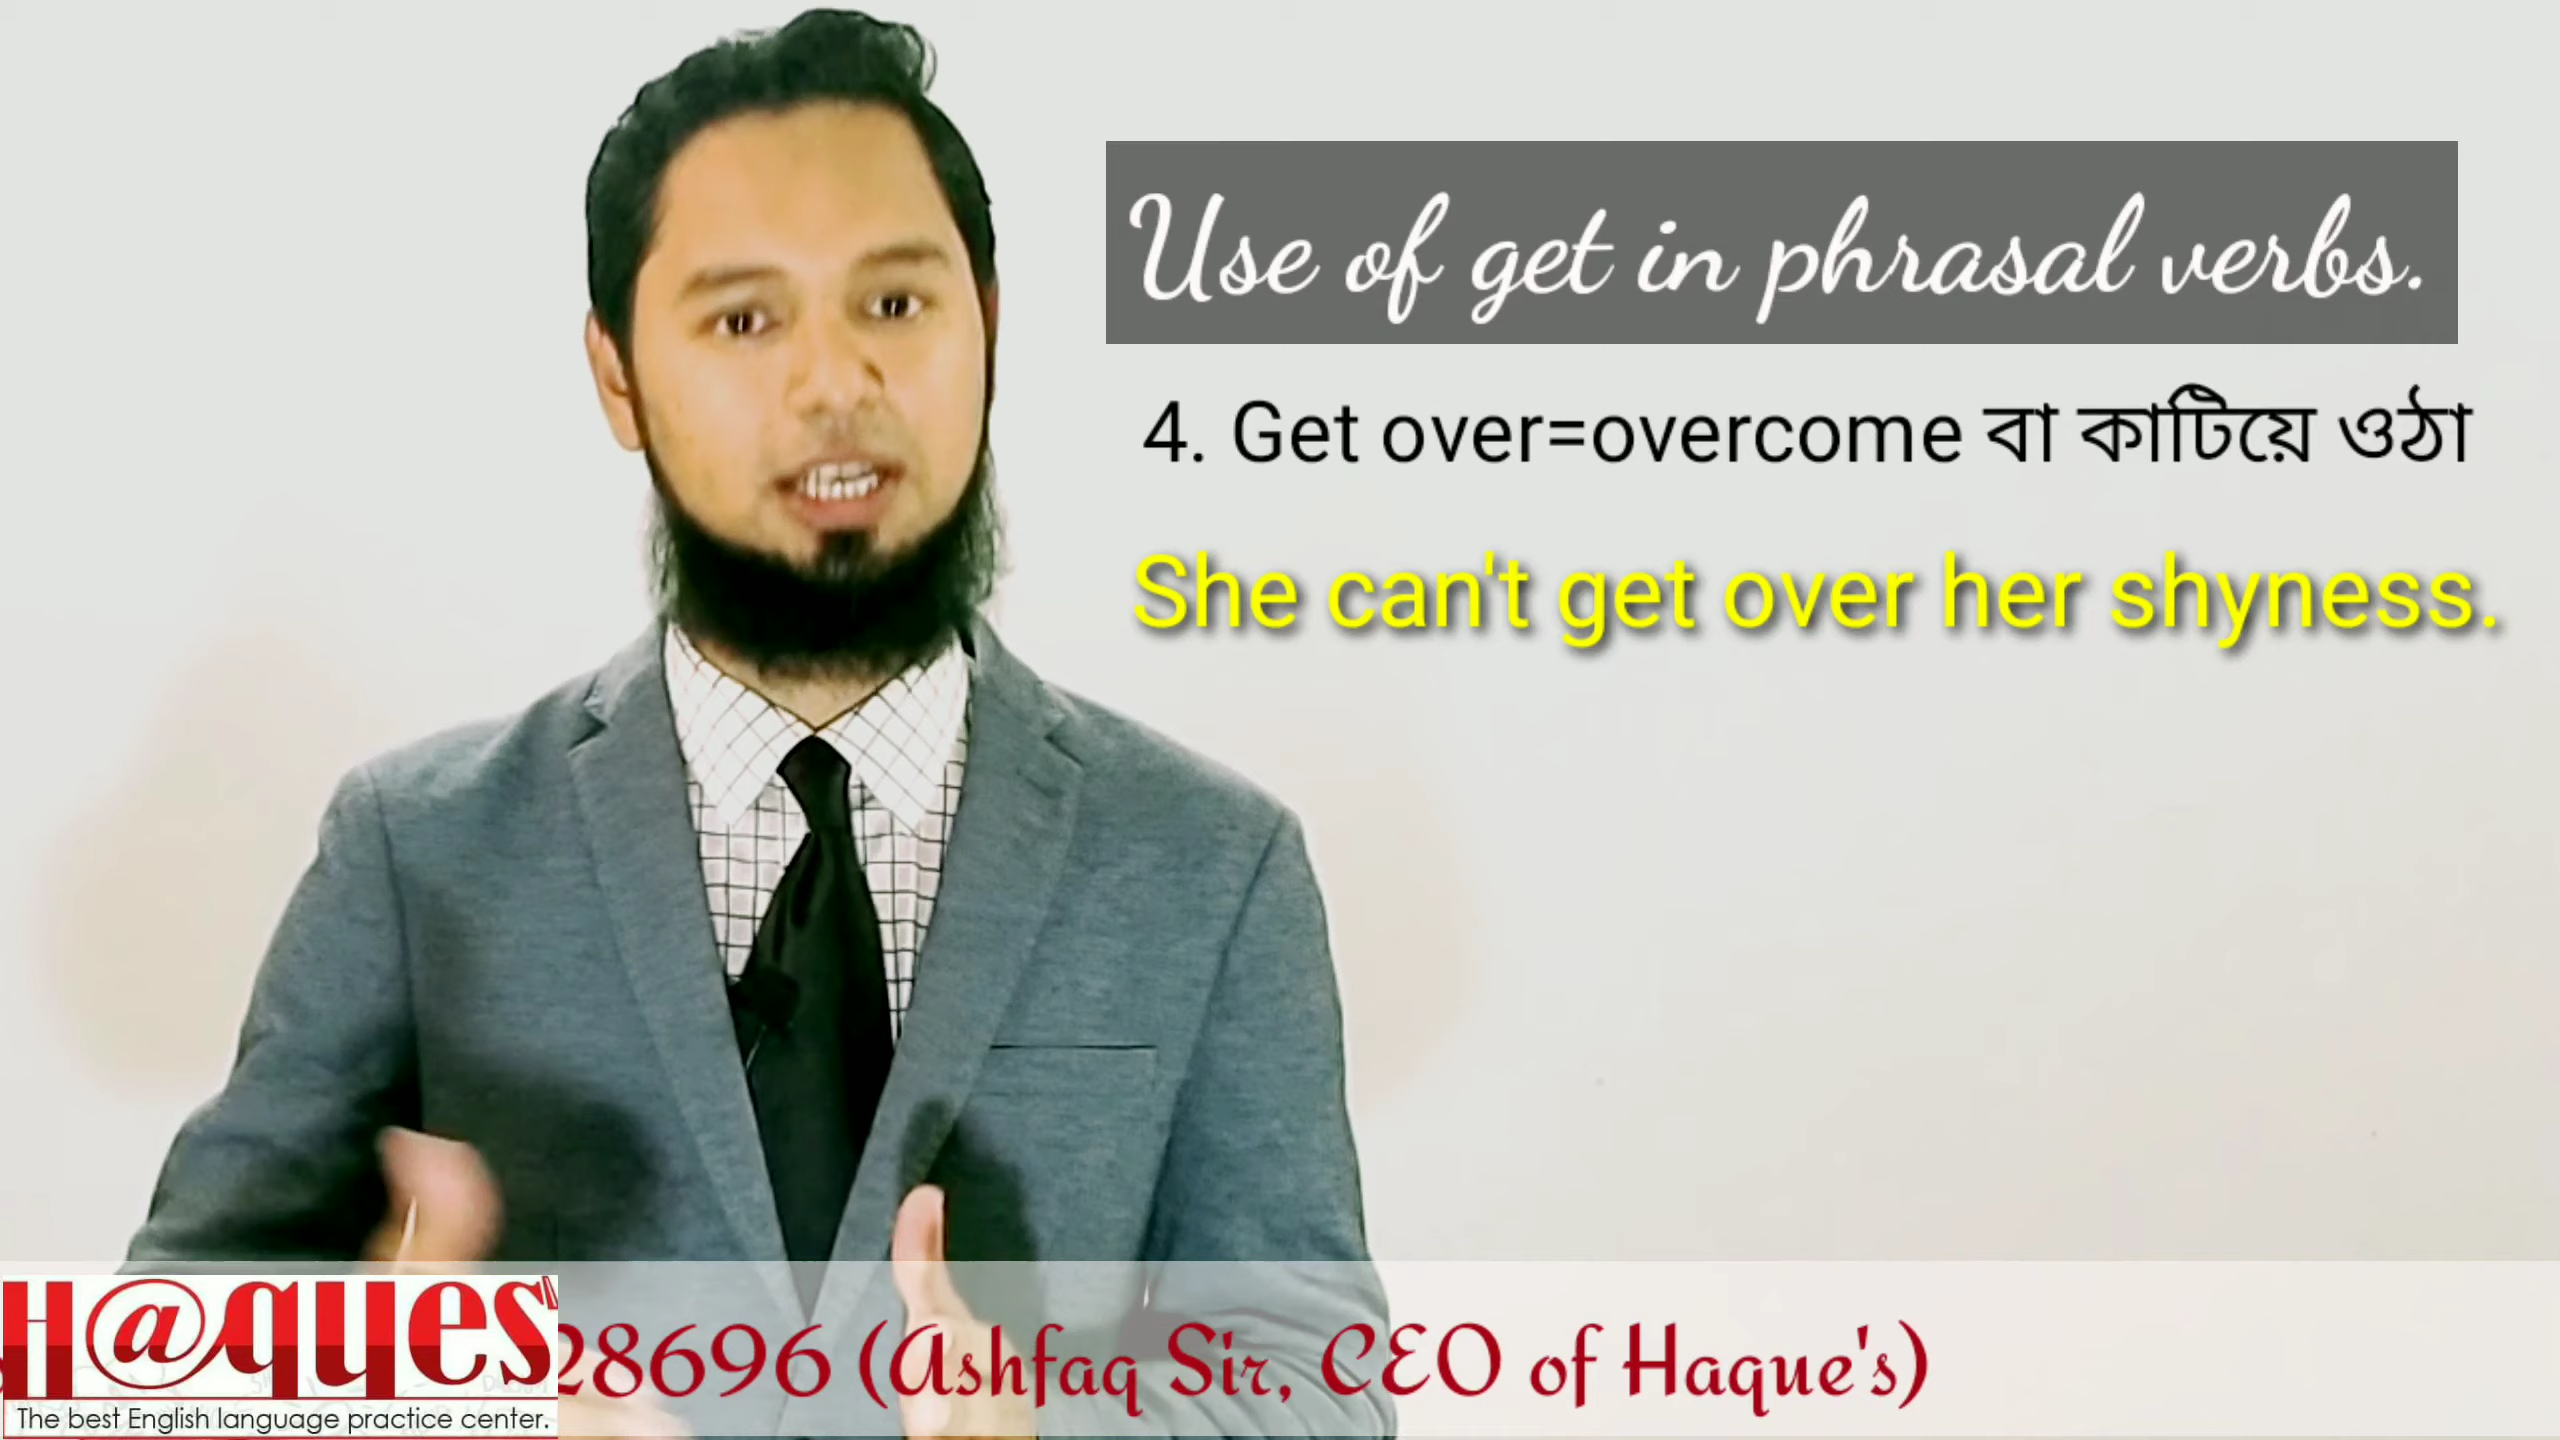 Use of get in phrasal verbs.
4. Get over=overcome বা কাটিয়ে ওঠা
She can't get over her shyness.
H@ques'
28696 (Ashfaq Sir, CEO of Haque's)
The best English language practice center.